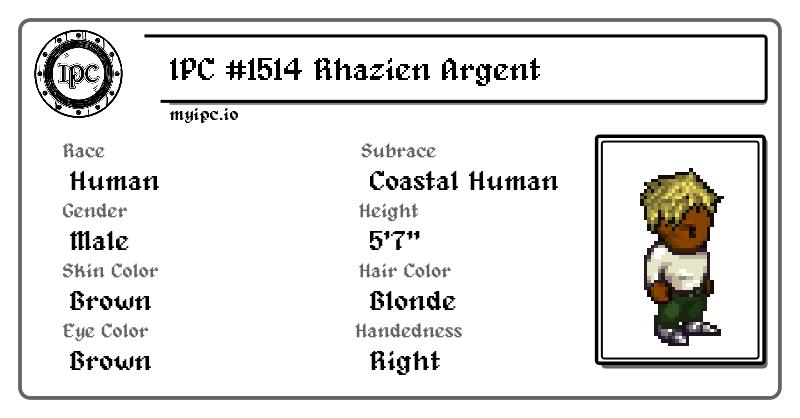 IPC
IPC #1514 Rhazien Argent
myipc.io
Race
Human
Subrace
Coastal Human
Gender
Male
Height
5'7"
Skin Color
Brown
Hair Color
Blonde
Eye Color
Brown
Handedness
Right